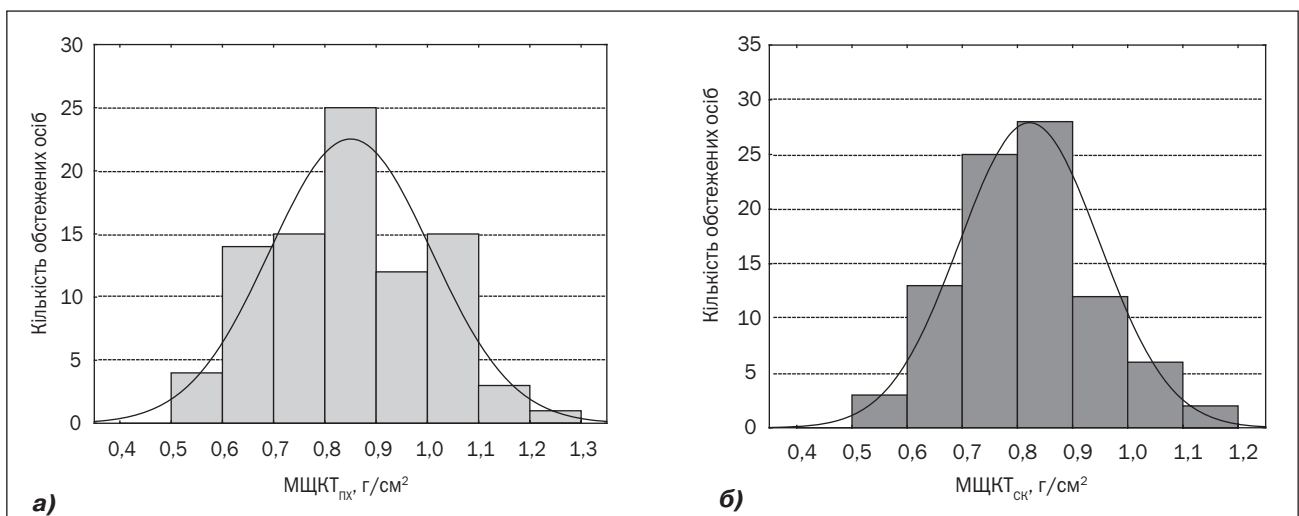 30
25
20
15
10
5
0
Кількість обстежених осіб
0,4 0,5 0,6 0,7 0,8 0,9 1,0 1,1 1,2 1,3
МЩКТпх, г/см²
а)
35
30
25
20
15
10
5
0
Кількість обстежених осіб
0,4 0,5 0,6 0,7 0,8 0,9 1,0 1,1 1,2
МЩКТск, г/см²
б)